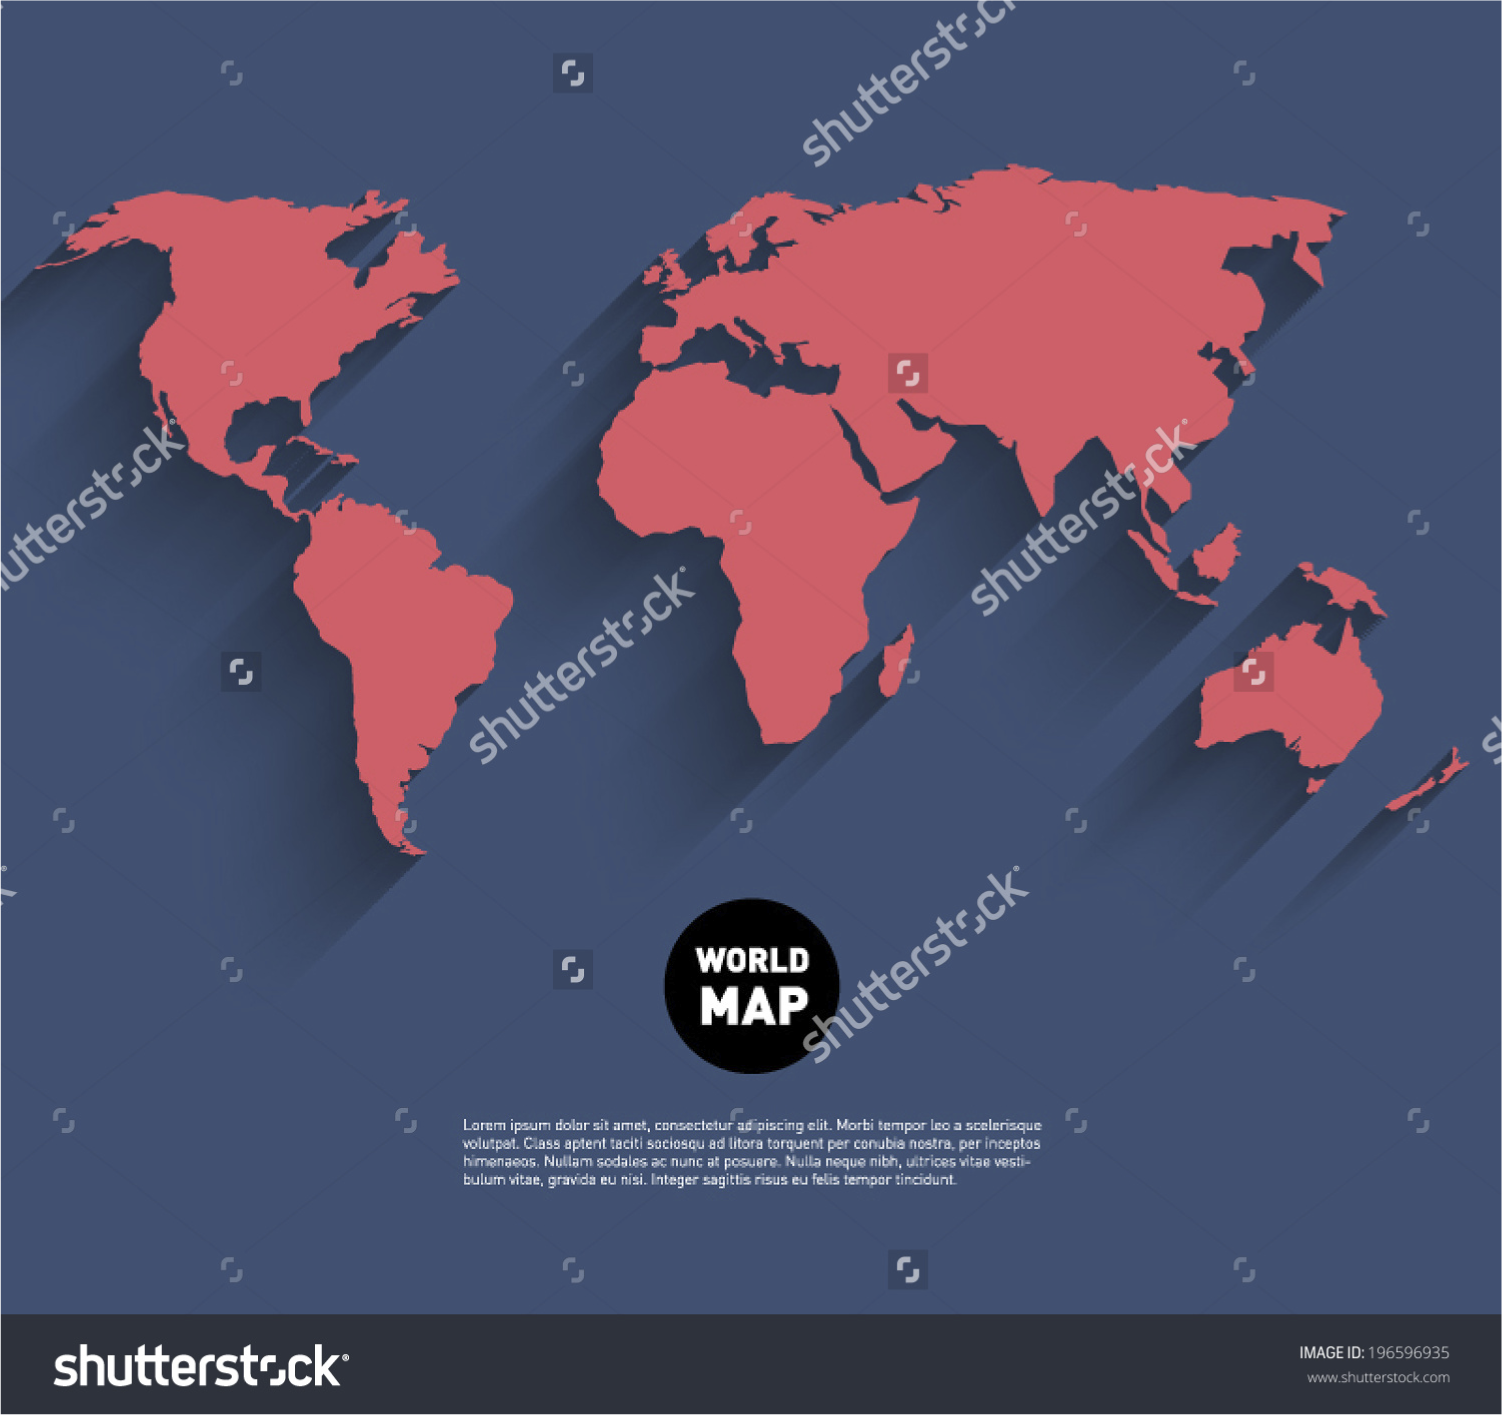 shutterstock
shutterstock
shutterstock
shutterstock
WORLD
MAP
shutterstock
Lorem ipsum dolor sit amet, consectetur adipiscing elit. Morbi tempor leo a scelerisque
volutpat. Class aptent taciti sociosqu ad litora torquent per conubia nostra, per inceptos
himenaeos. Nullam sodales ac nunc at posuere. Nulla neque nibh, ultrices vitae vesti-
bulum vitae, gravida eu nisi. Integer sagittis risus eu felis tempor tincidunt.
shutterstock
IMAGE ID: 196596935
www.shutterstock.com